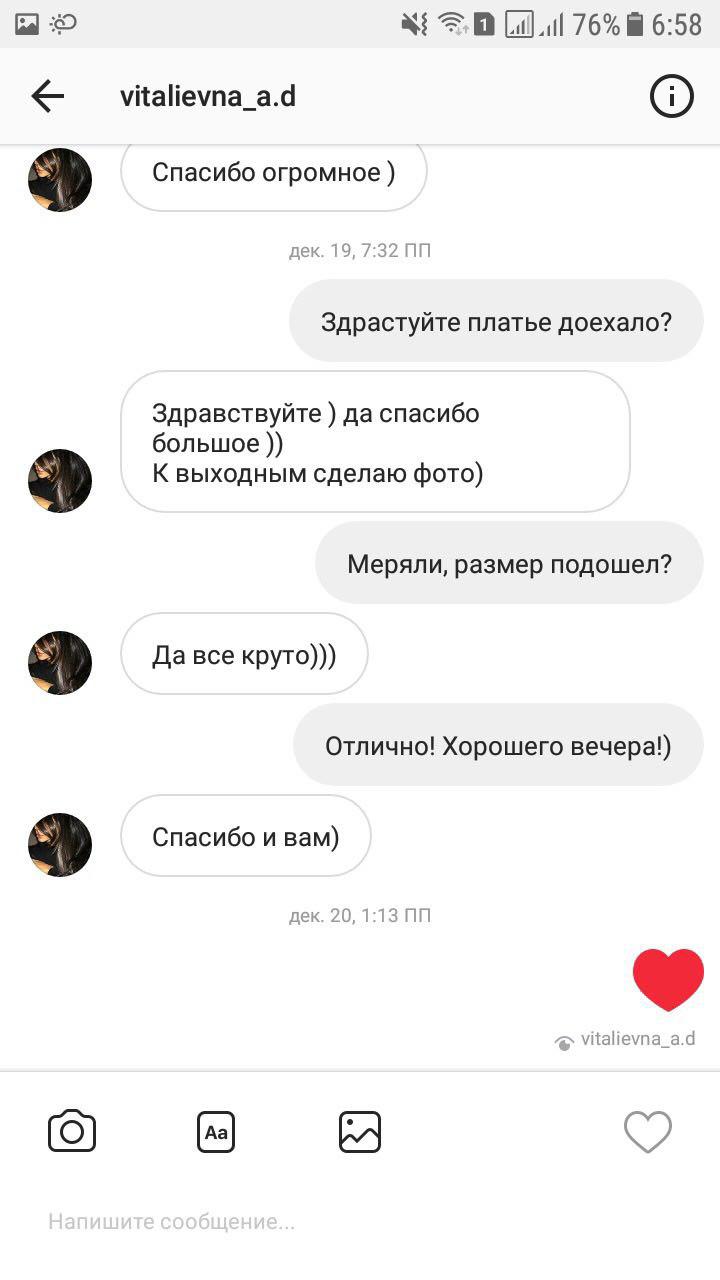 1
76%
6:58
vitalievna_a.d
Спасибо огромное )
дек. 19, 7:32 ПП
Здрастуйте платье доехало?
Здравствуйте ) да спасибо
большое ))
К выходным сделаю фото)
Меряли, размер подошел?
Да все круто)))
Отлично! Хорошего вечера!)
Спасибо и вам)
дек. 20, 1:13 ПП
vitalievna_a.d
Aa
Напишите сообщение...